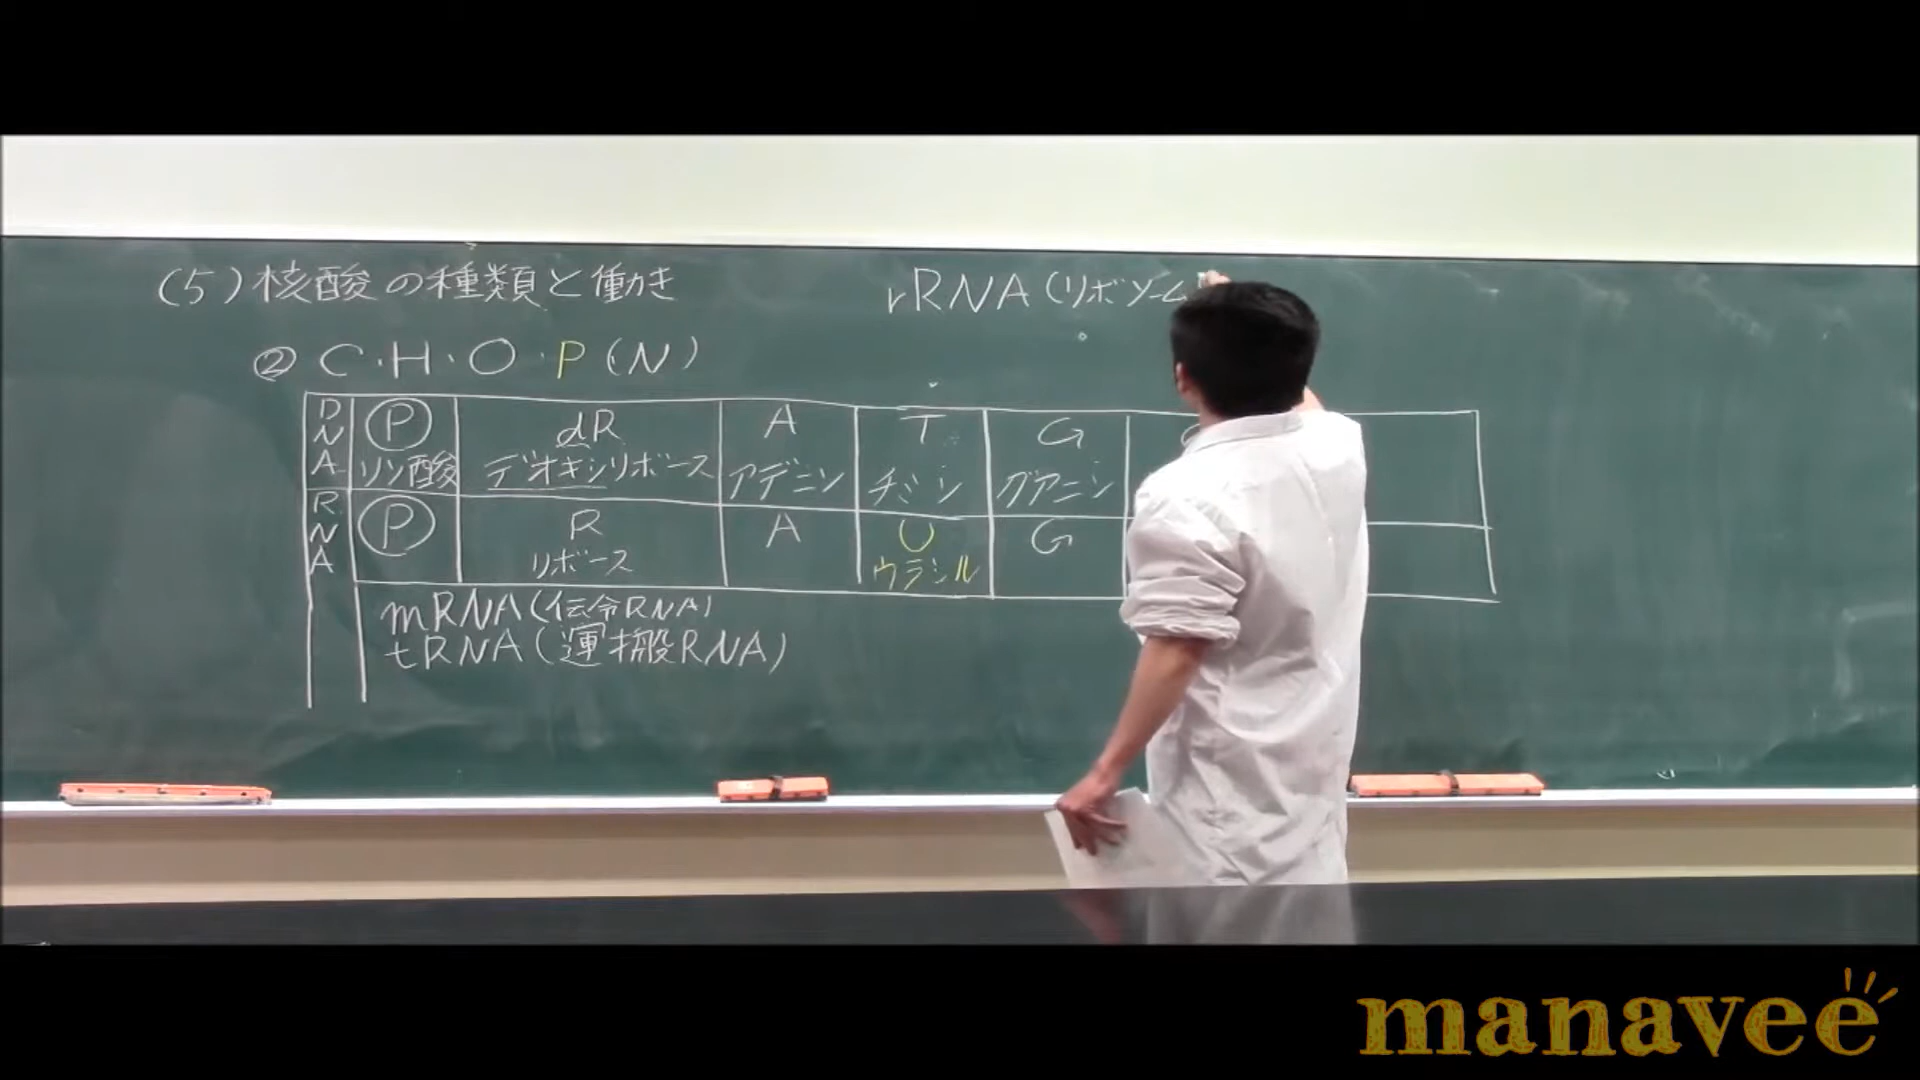 (5)核酸の種類と働き
② C・H・O・P(N)
DNA Ⓟ リン酸 dR デオキシリボース A アデニン T チミン G グアニン
RNA Ⓟ R リボース A U ウラシル G
mRNA(伝令RNA)
tRNA(運搬RNA)
rRNA(リボソーム
manavee